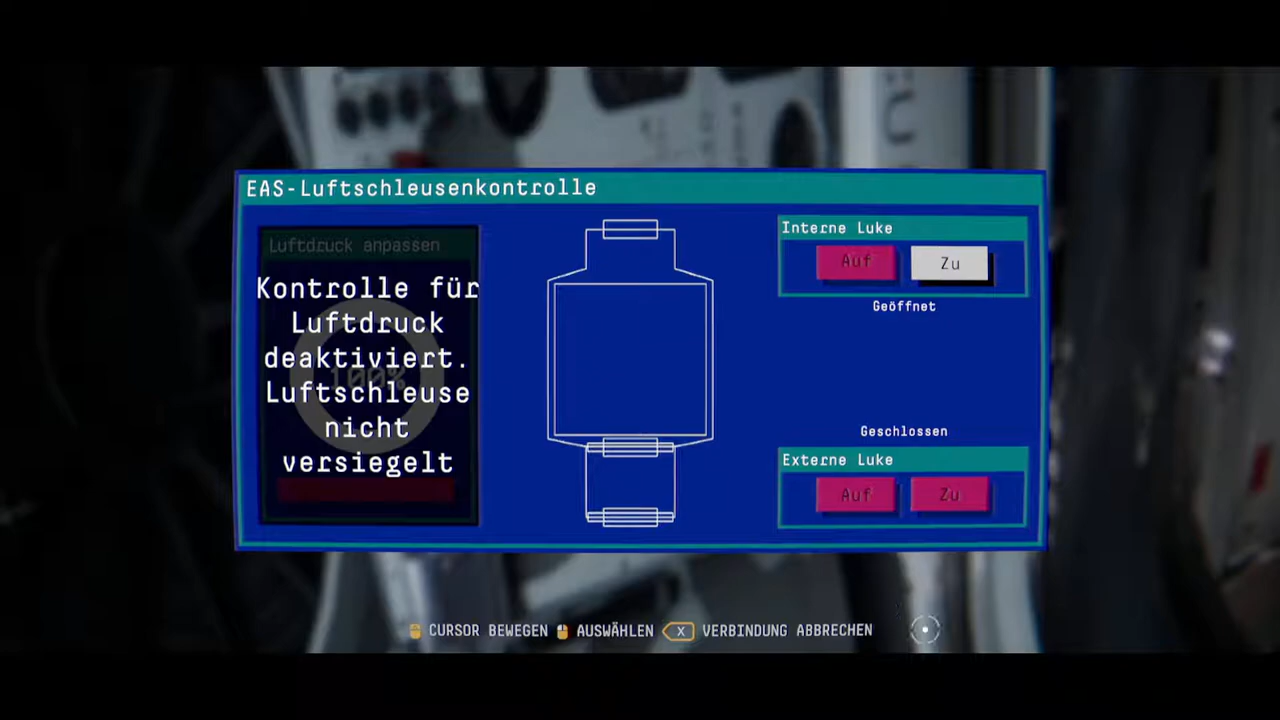 EAS-Luftschleusenkontrolle
Luftdruck anpassen
Kontrolle für
Luftdruck
deaktiviert.
100%
Luftschleuse
nicht
versiegelt
Interne Luke
Auf Zu
Geöffnet
Geschlossen
Externe Luke
Auf Zu
CURSOR BEWEGEN AUSWÄHLEN X VERBINDUNG ABBRECHEN